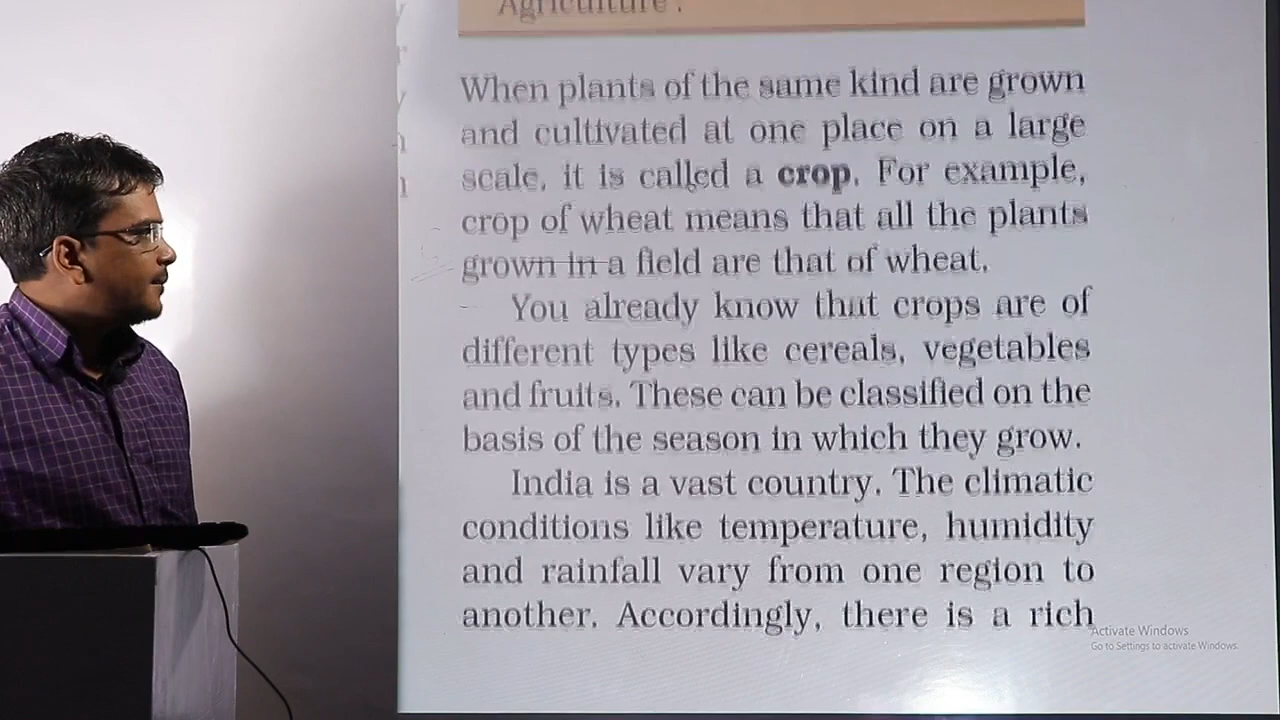 Agriculture'.
When plants of the same kind are grown
and cultivated at one place on a large
scale, it is called a crop. For example,
crop of wheat means that all the plants
grown in a field are that of wheat.
You already know that crops are of
different types like cereals, vegetables
and fruits. These can be classified on the
basis of the season in which they grow.
India is a vast country. The climatic
conditions like temperature, humidity
and rainfall vary from one region to
another. Accordingly, there is a rich
Activate Windows
Go to Settings to activate Windows.